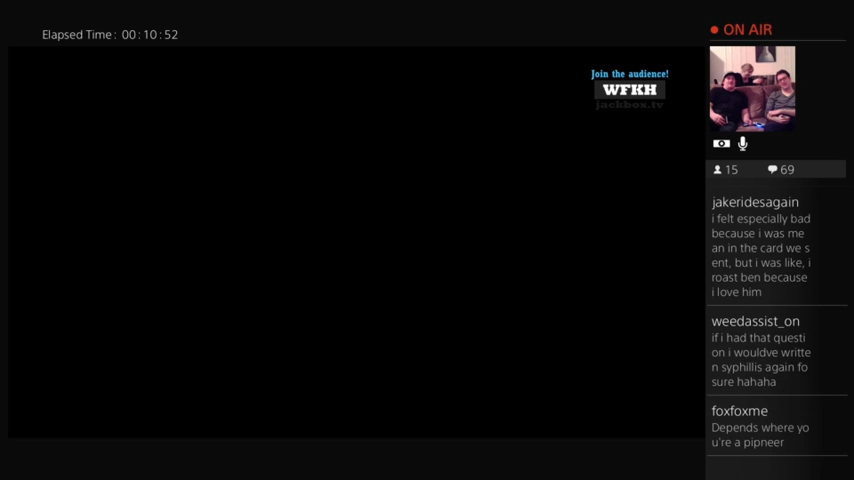 Elapsed Time: 00:10:52
ON AIR
Join the audience!
WFKH
jackbox.tv
15
69
jakeridesagain
i felt especially bad
because i was me
an in the card we s
ent, but i was like, i
roast ben because
i love him
weedassist_on
if i had that questi
on i wouldve writte
n syphillis again fo
sure hahaha
foxfoxme
Depends where yo
u're a pipneer